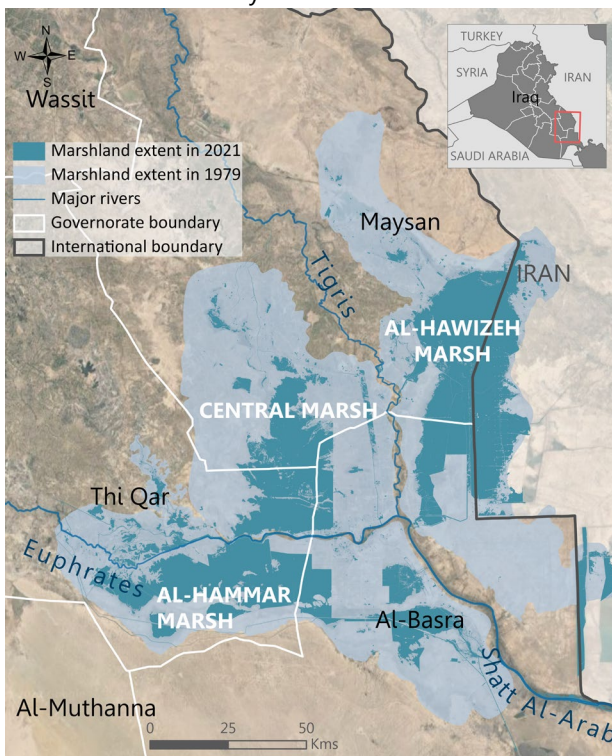 N
W E
S
Wassit
TURKEY
SYRIA
IRAN
Iraq
SAUDI ARABIA
Marshland extent in 2021
Marshland extent in 1979
Major rivers
Governorate boundary
International boundary
Maysan
Tigris
IRAN
AL-HAWIZEH
MARSH
CENTRAL MARSH
Thi Qar
Euphrates
AL-HAMMAR
MARSH
Al-Basra
Shatt Al-Arab
Al-Muthanna
0 25 50
Kms